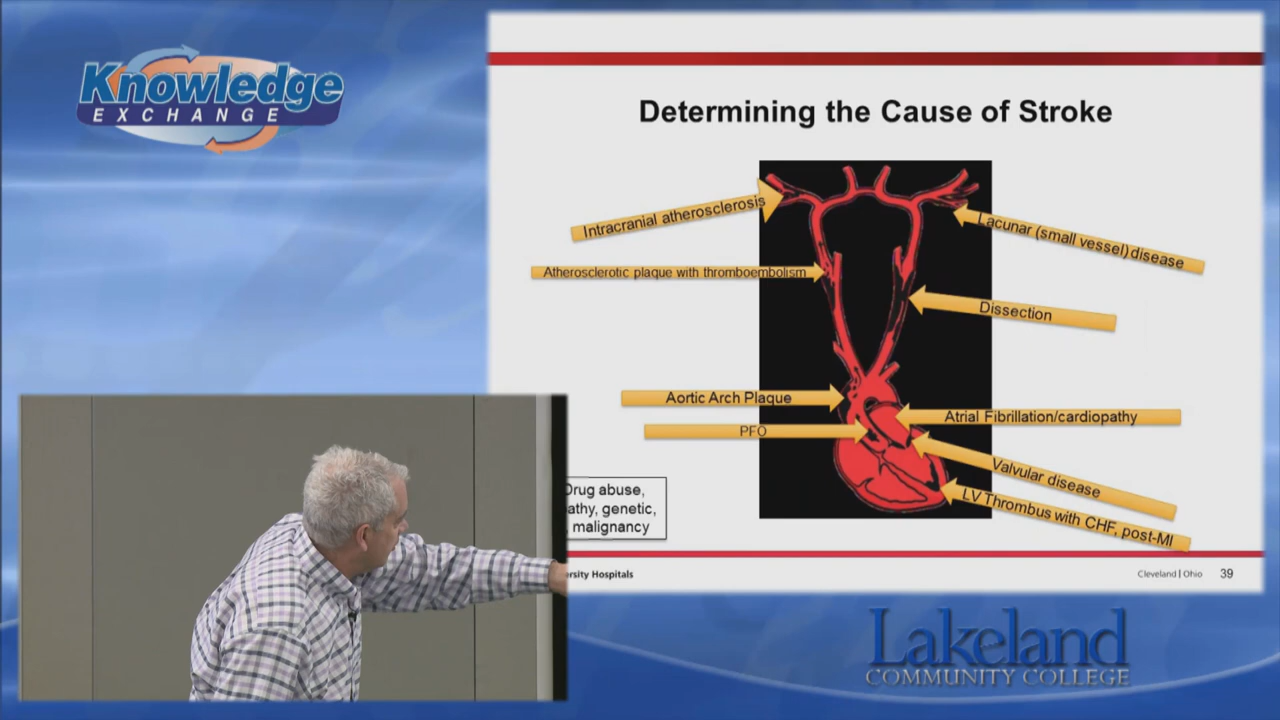 Knowledge
EXCHANGE
Determining the Cause of Stroke
Intracranial atherosclerosis
Lacunar (small vessel) disease
Atherosclerotic plaque with thromboembolism
Dissection
Aortic Arch Plaque
Atrial Fibrillation/cardiopathy
PFO
Valvular disease
LV Thrombus with CHF, post-MI
Drug abuse,
genetic,
malignancy
Hospitals
Cleveland | Ohio 39
Lakeland
COMMUNITY COLLEGE